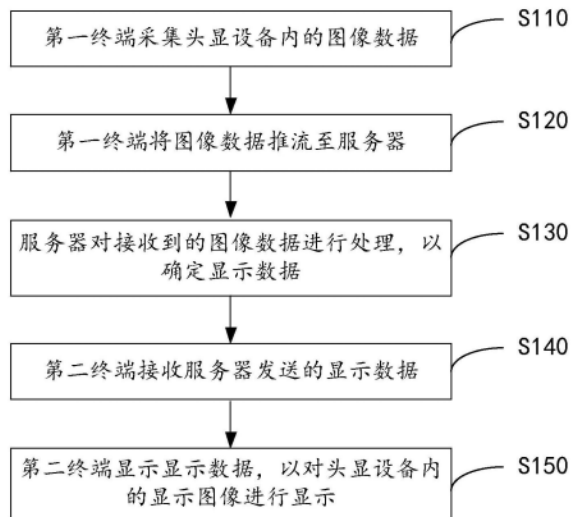 第一终端采集头显设备内的图像数据
S110
第一终端将图像数据推流至服务器
S120
服务器对接收到的图像数据进行处理，以
确定显示数据
S130
第二终端接收服务器发送的显示数据
S140
第二终端显示显示数据，以对头显设备内
的显示图像进行显示
S150